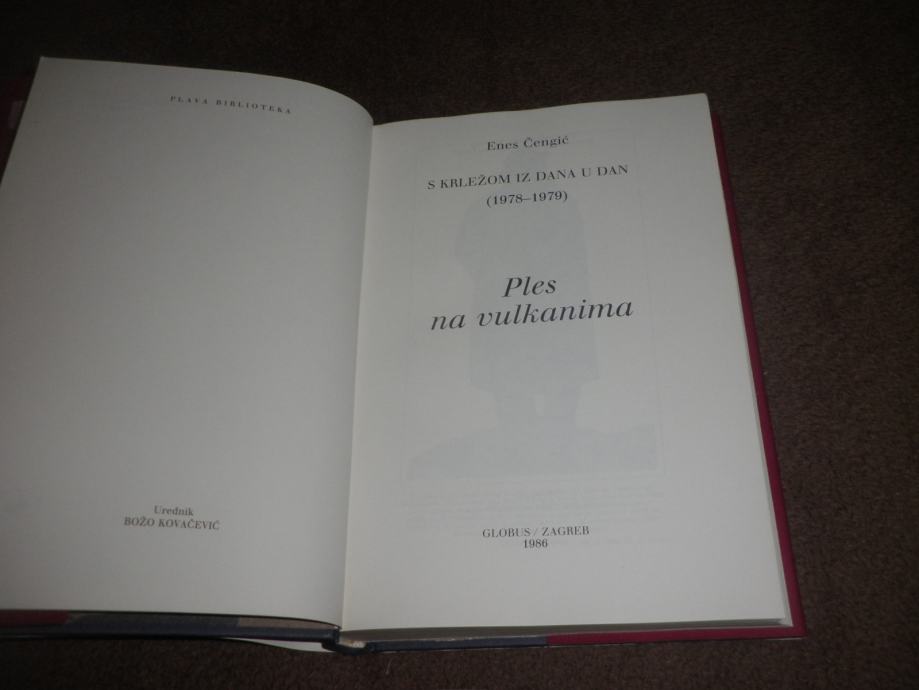 PLAVA BIBLIOTEKA
Urednik
BOŽO KOVAČEVIĆ
Enes Čengić
S KRLEŽOM IZ DANA U DAN
(1978–1979)
Ples
na vulkanima
GLOBUS / ZAGREB
1986